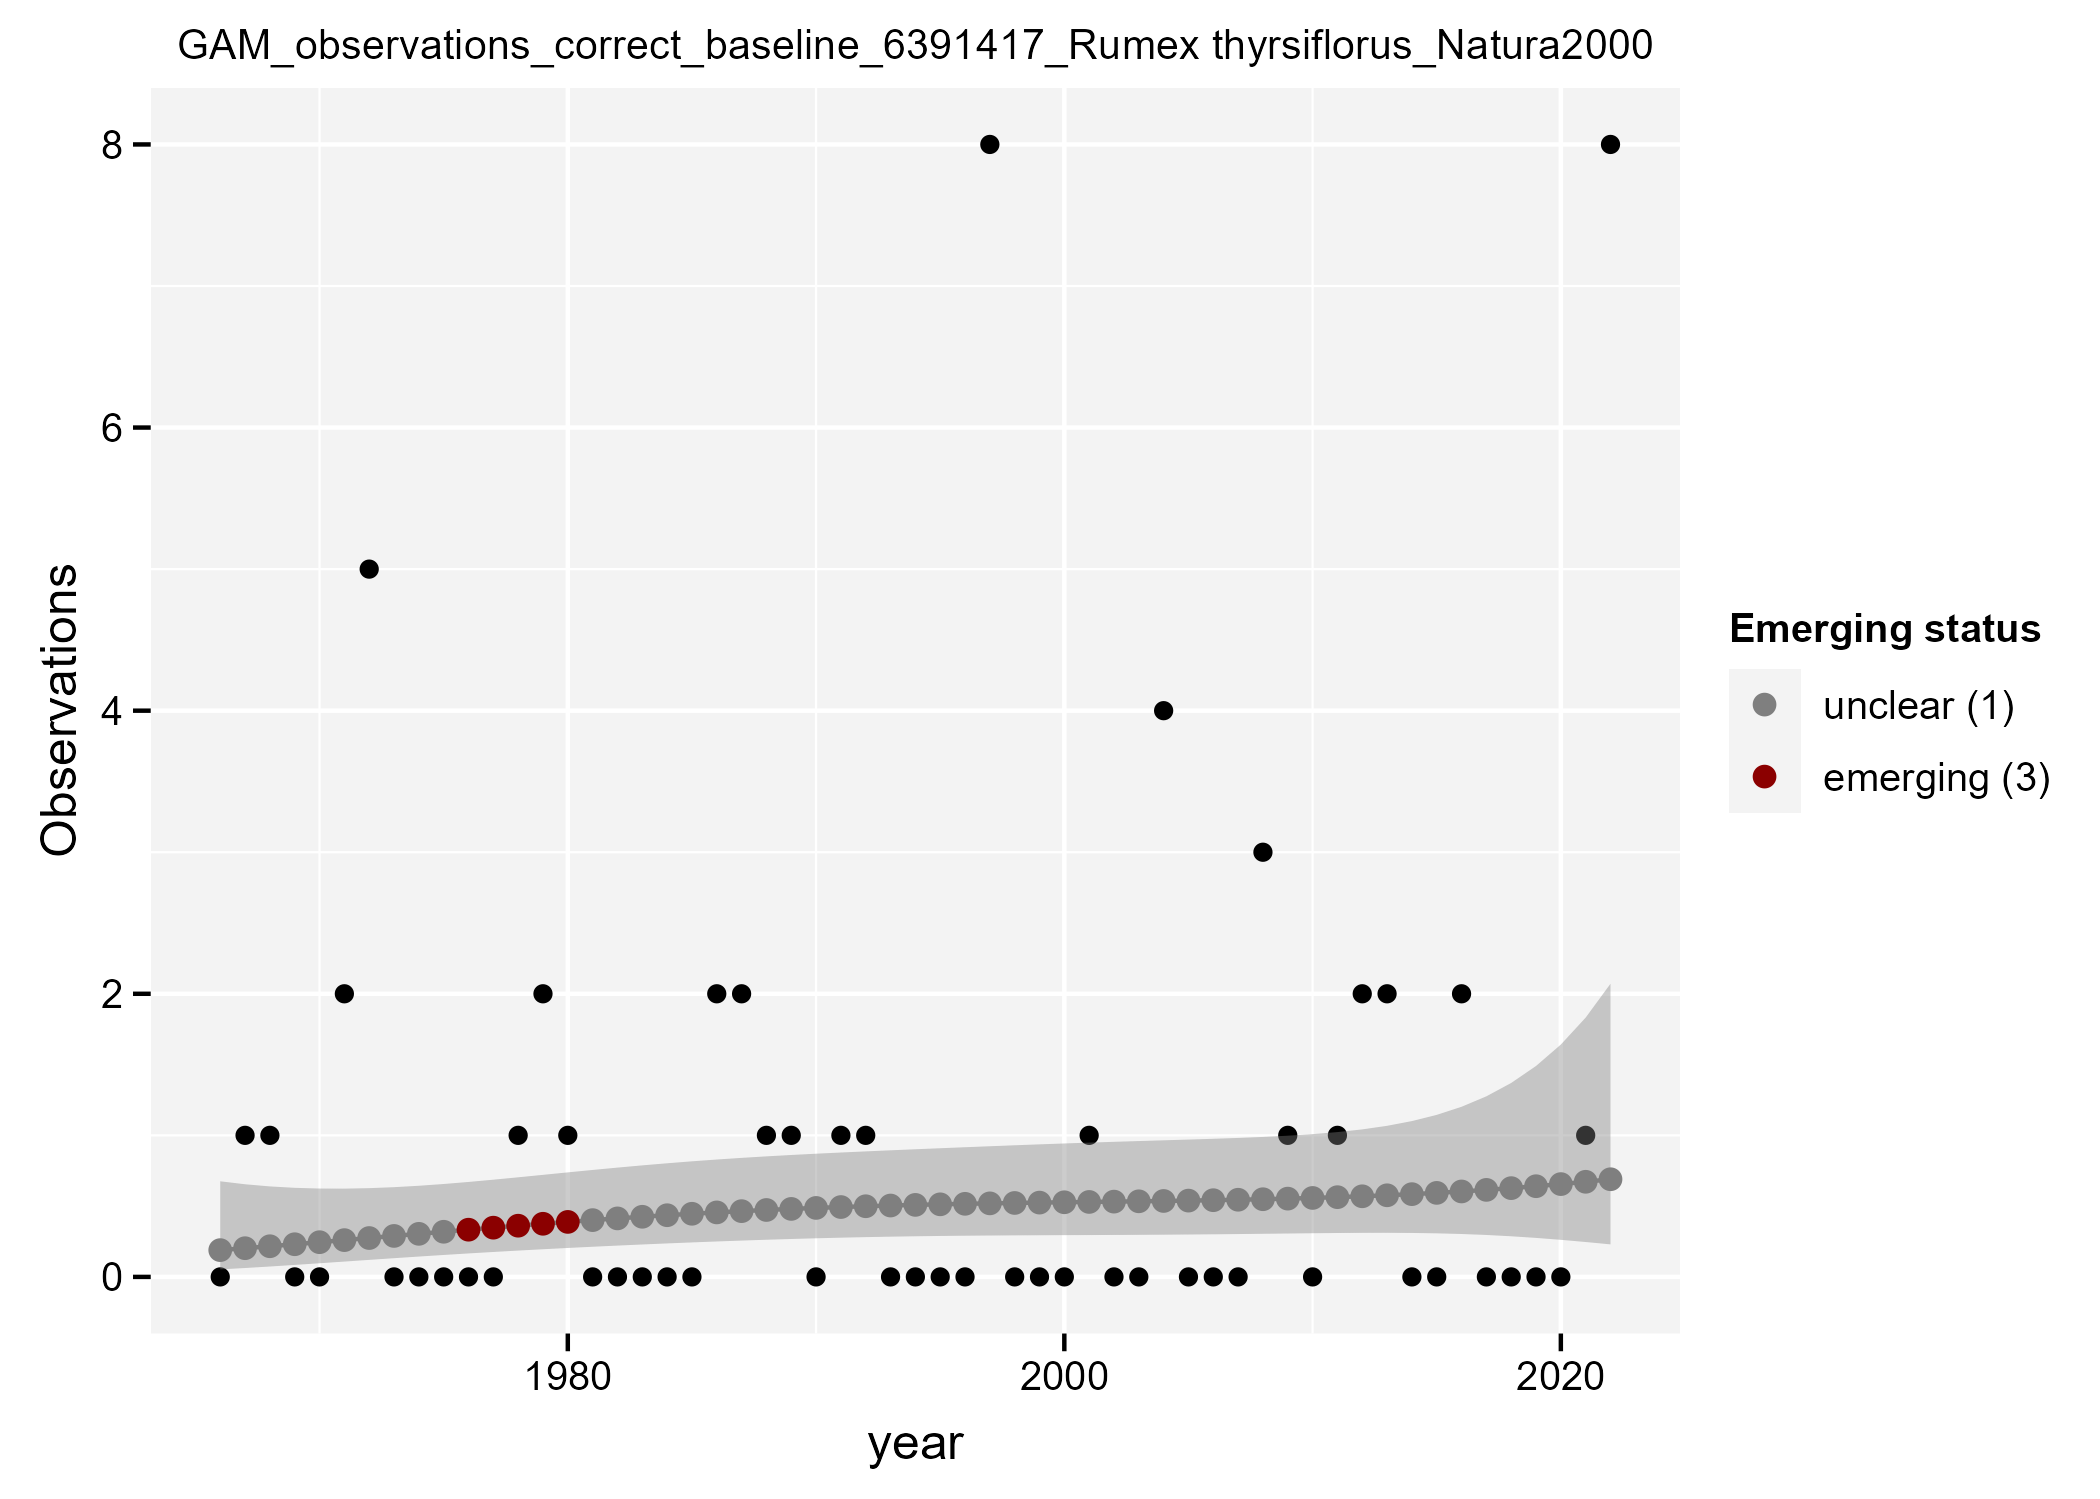 GAM_observations_correct_baseline_6391417_Rumex thyrsiflorus_Natura2000
Observations
8
6
4
2
0
1980
2000
2020
year
Emerging status
unclear (1)
emerging (3)